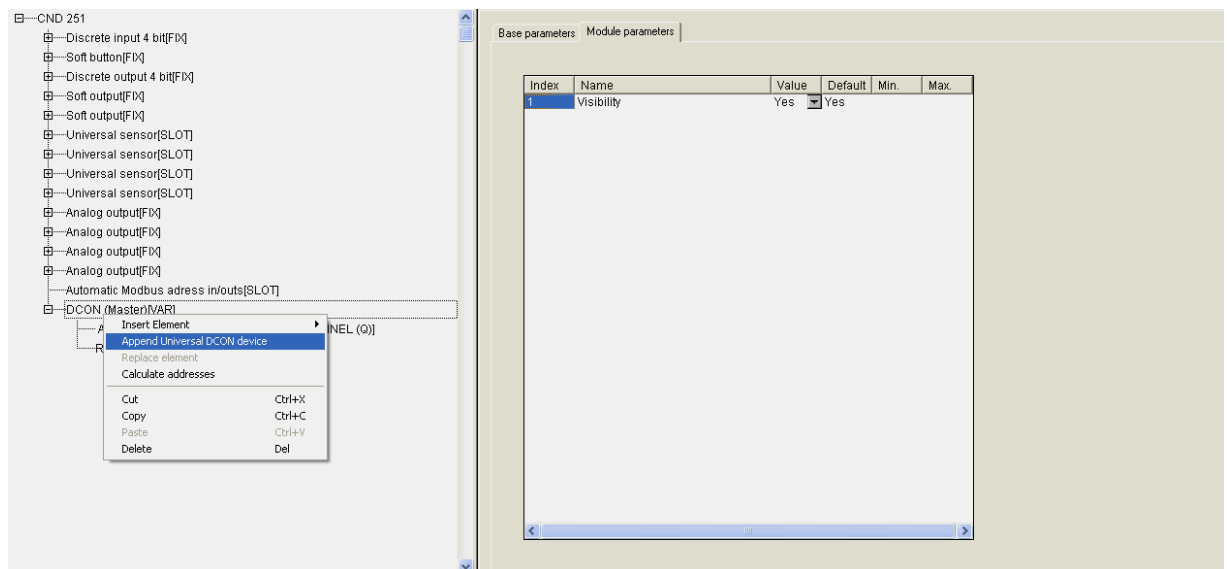 CND 251
Discrete input 4 bit[FIX]
Soft button[FIX]
Discrete output 4 bit[FIX]
Soft output[FIX]
Soft output[FIX]
Universal sensor[SLOT]
Universal sensor[SLOT]
Universal sensor[SLOT]
Universal sensor[SLOT]
Analog output[FIX]
Analog output[FIX]
Analog output[FIX]
Analog output[FIX]
Automatic Modbus adress in/outs[SLOT]
DCON (Master)[VAR]
A NNEL (Q)]
R
Insert Element
Append Universal DCON device
Replace element
Calculate addresses
Cut Ctrl+X
Copy Ctrl+C
Paste Ctrl+V
Delete Del
Base parameters Module parameters
Index Name Value Default Min. Max.
1 Visibility Yes Yes